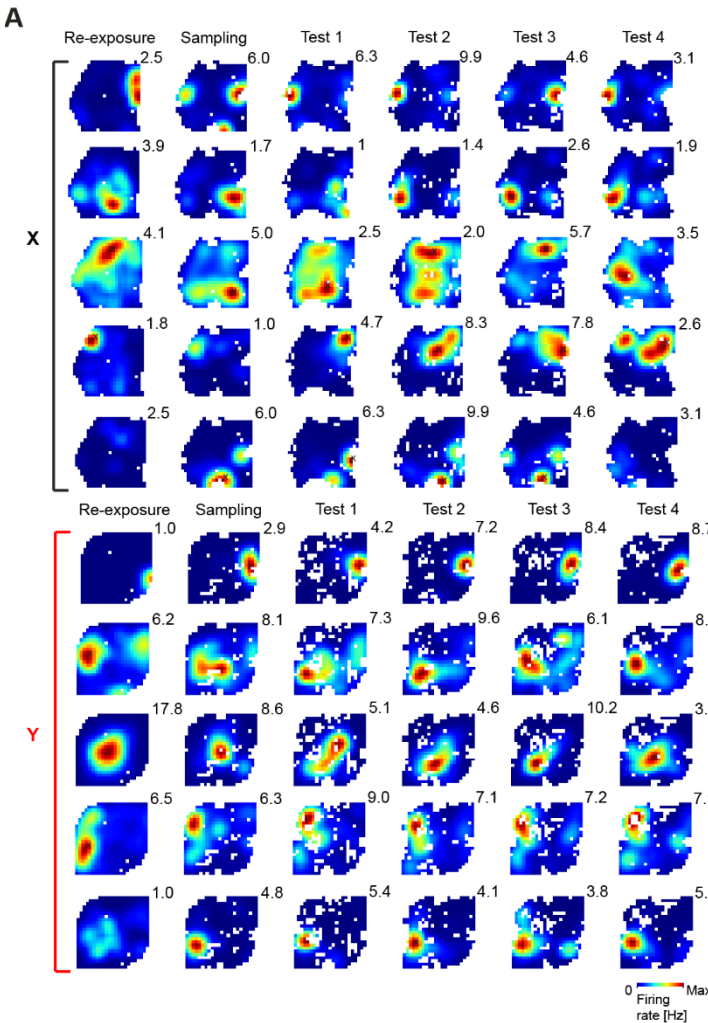 A
Re-exposure Sampling Test 1 Test 2 Test 3 Test 4
2.5 6.0 6.3 9.9 4.6 3.1
3.9 1.7 1 1.4 2.6 1.9
X
4.1 5.0 2.5 2.0 5.7 3.5
1.8 1.0 4.7 8.3 7.8 2.6
2.5 6.0 6.3 9.9 4.6 3.1
Re-exposure Sampling Test 1 Test 2 Test 3 Test 4
1.0 2.9 4.2 7.2 8.4 8.7
6.2 8.1 7.3 9.6 6.1 8.
Y
17.8 8.6 5.1 4.6 10.2 3.
6.5 6.3 9.0 7.1 7.2 7.
1.0 4.8 5.4 4.1 3.8 5.
0 Max
Firing
rate [Hz]